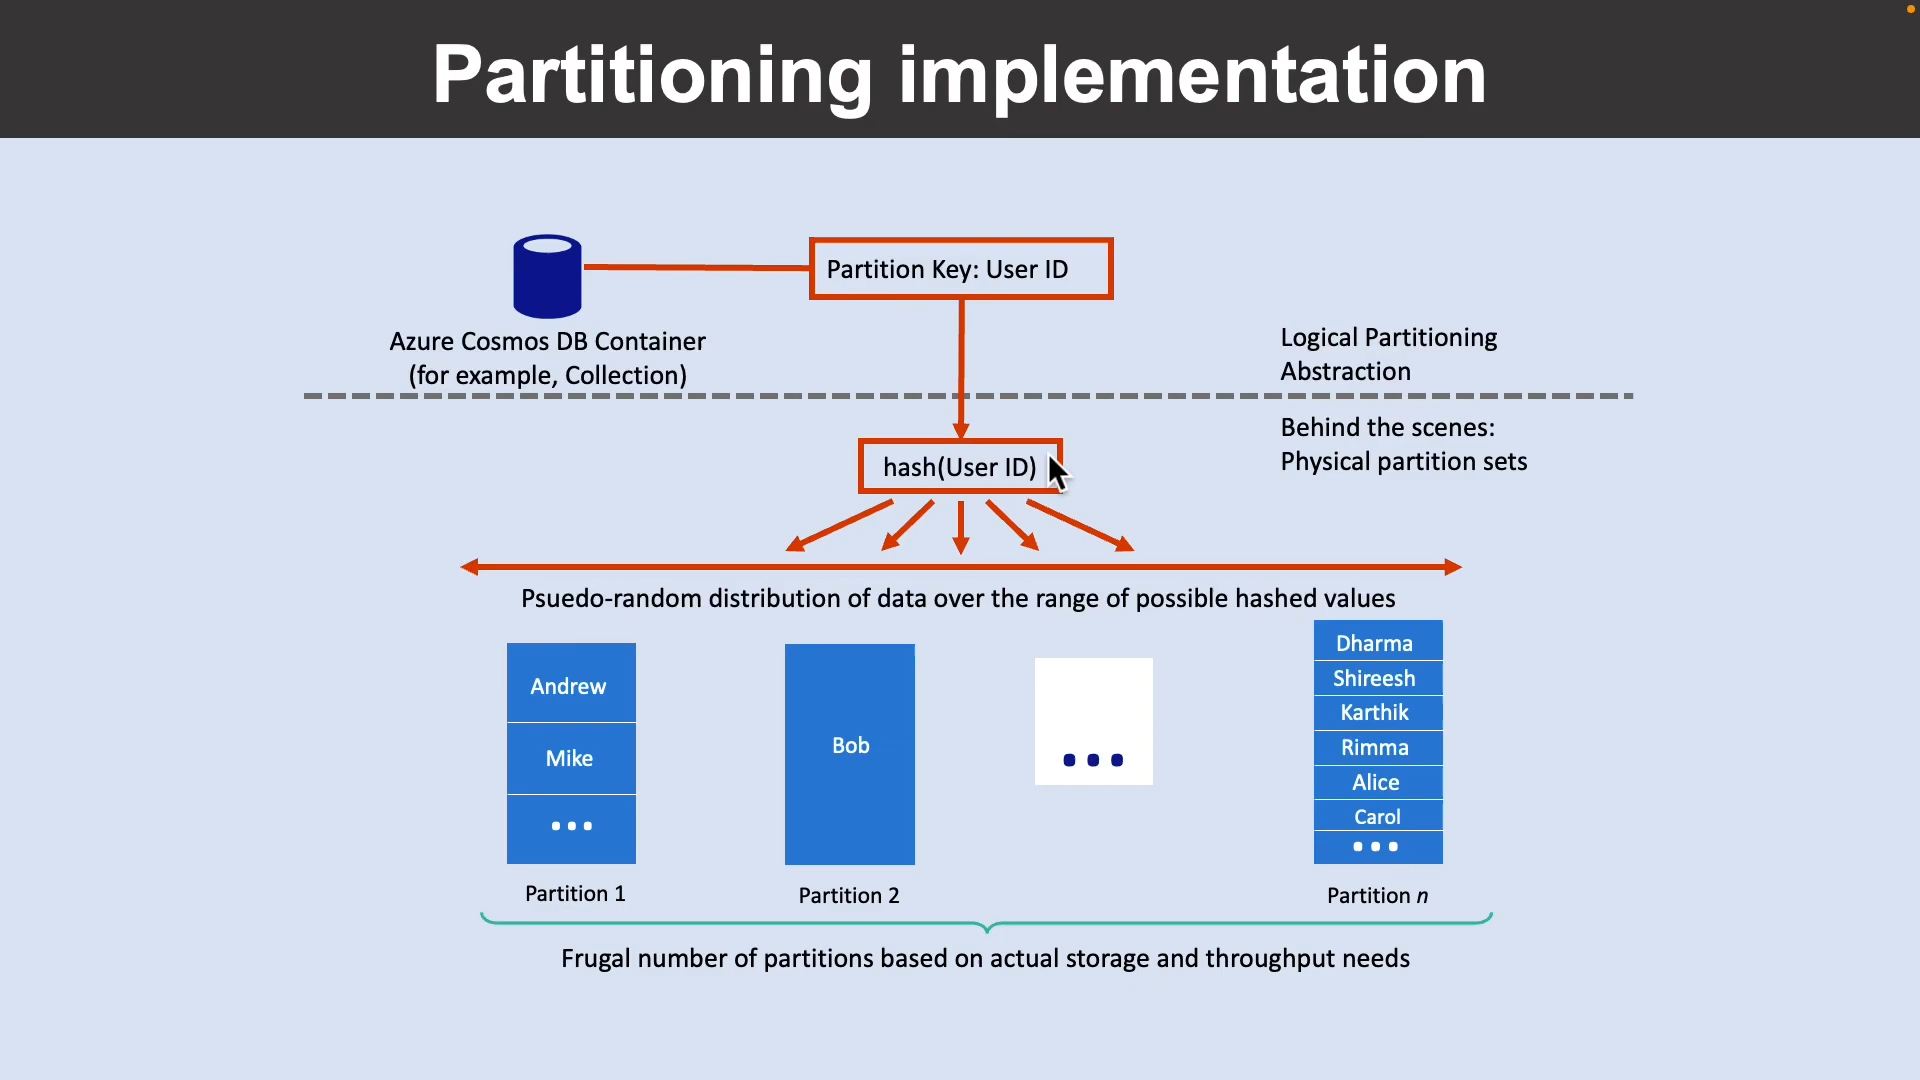 Partitioning implementation
Partition Key: User ID
Azure Cosmos DB Container
(for example, Collection)
Logical Partitioning
Abstraction
Behind the scenes:
Physical partition sets
hash(User ID)
Psuedo-random distribution of data over the range of possible hashed values
Andrew
Mike
...
Partition 1
Bob
Partition 2
...
Dharma
Shireesh
Karthik
Rimma
Alice
Carol
...
Partition n
Frugal number of partitions based on actual storage and throughput needs